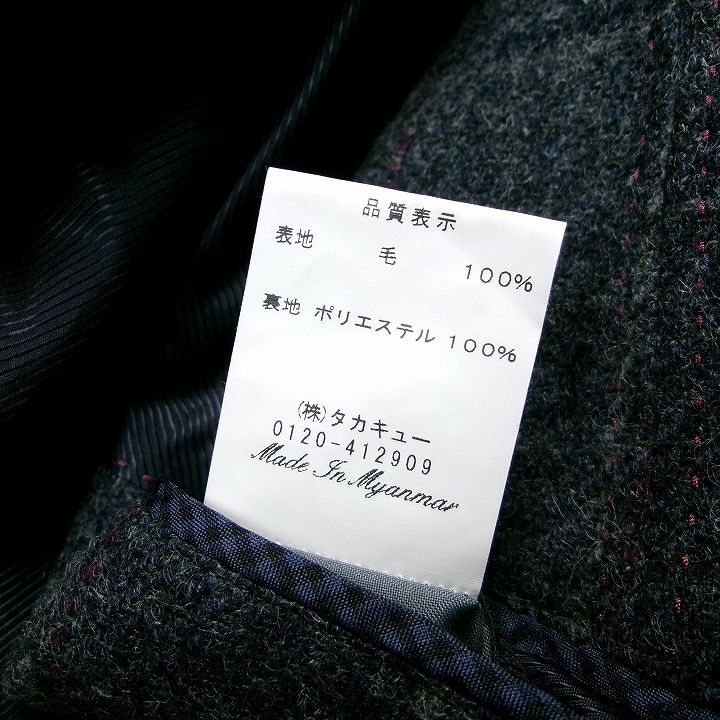 品質表示
表地 毛 100%
裏地 ポリエステル 100%
(株)タカキュー
0120-412909
Made In Myanmar